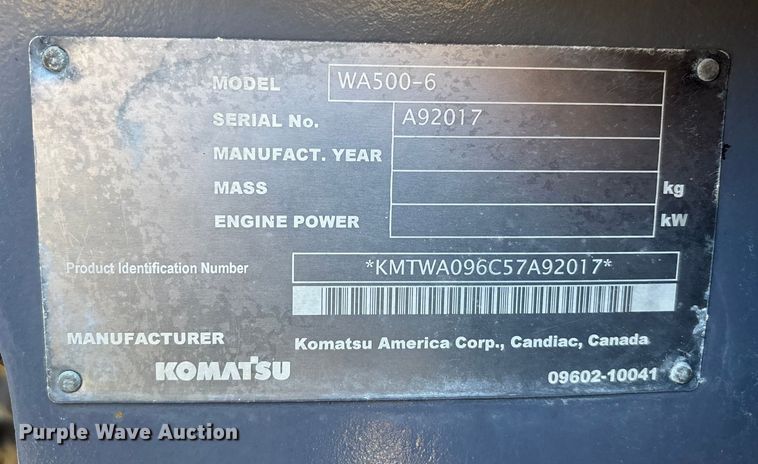 MODEL WA500-6
SERIAL No. A92017
MANUFACT. YEAR
MASS kg
ENGINE POWER kW
Product Identification Number *KMTWA096C57A92017*
MANUFACTURER Komatsu America Corp., Candiac, Canada
KOMATSU 09602-10041
Purple Wave Auction